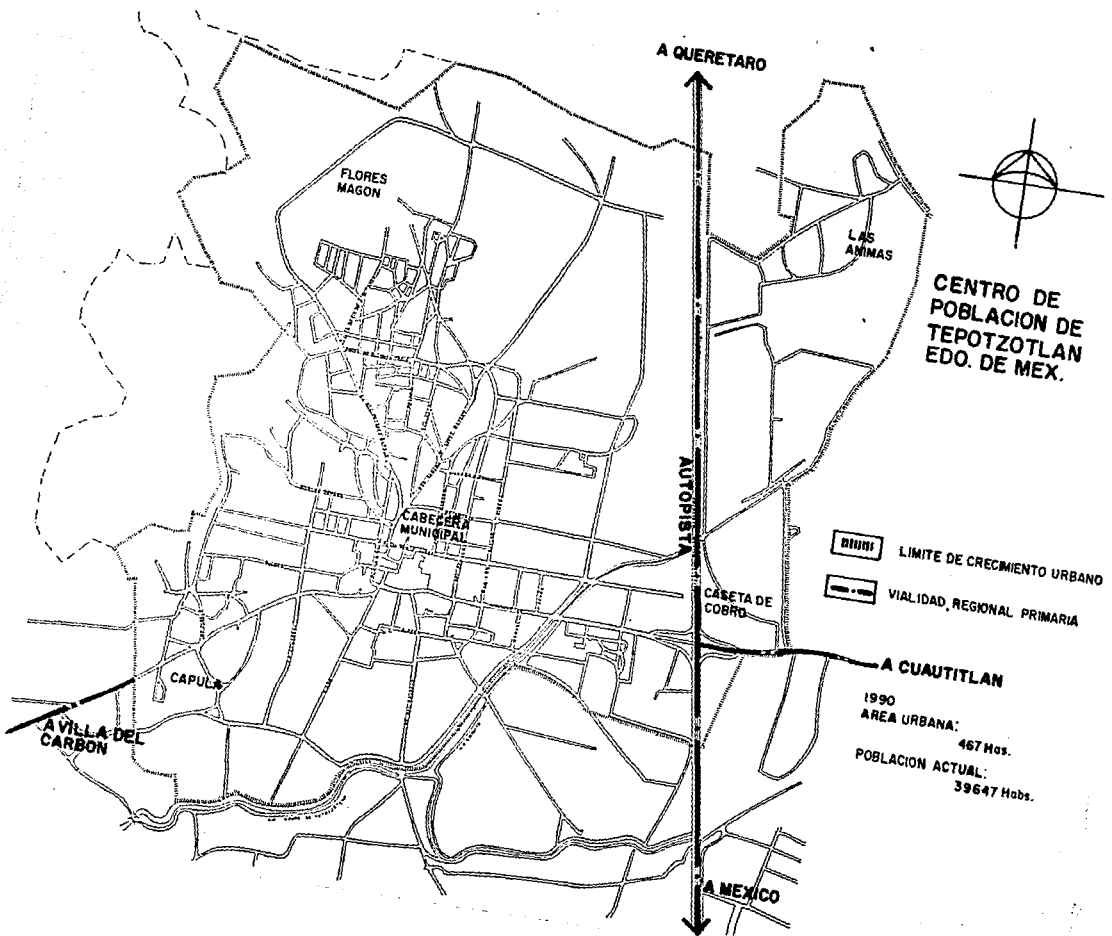 A QUERETARO
FLORES
MAGON
LAS
ANIMAS
CENTRO DE
POBLACION DE
TEPOTZOTLAN
EDO. DE MEX.
AUTOPISTA
CABECERA
MUNICIPAL
LIMITE DE CRECIMIENTO URBANO
VIALIDAD, REGIONAL PRIMARIA
CASETA DE
COBRO
A CUAUTITLAN
CAPULA
A VILLA DEL
CARBON
1990
AREA URBANA:
467 Has.
POBLACION ACTUAL:
39647 Habs.
A MEXICO